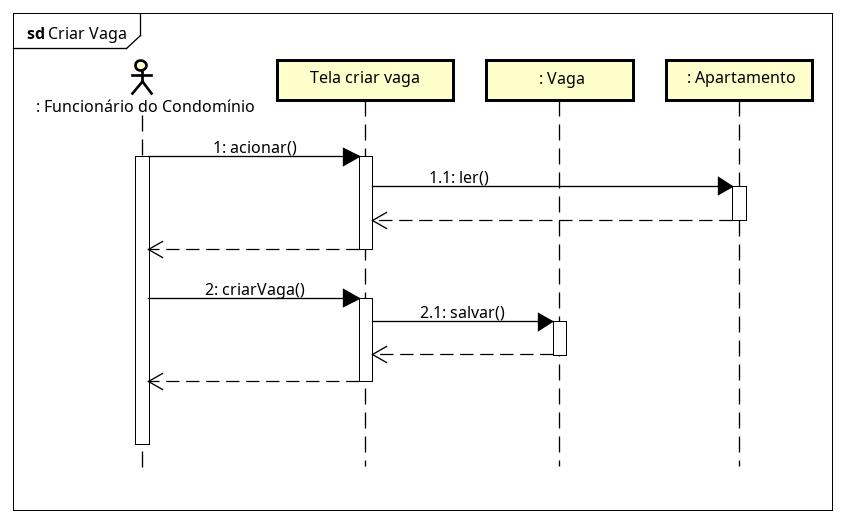 sd Criar Vaga
: Funcionário do Condomínio
Tela criar vaga
: Vaga
: Apartamento
1: acionar()
1.1: ler()
2: criarVaga()
2.1: salvar()